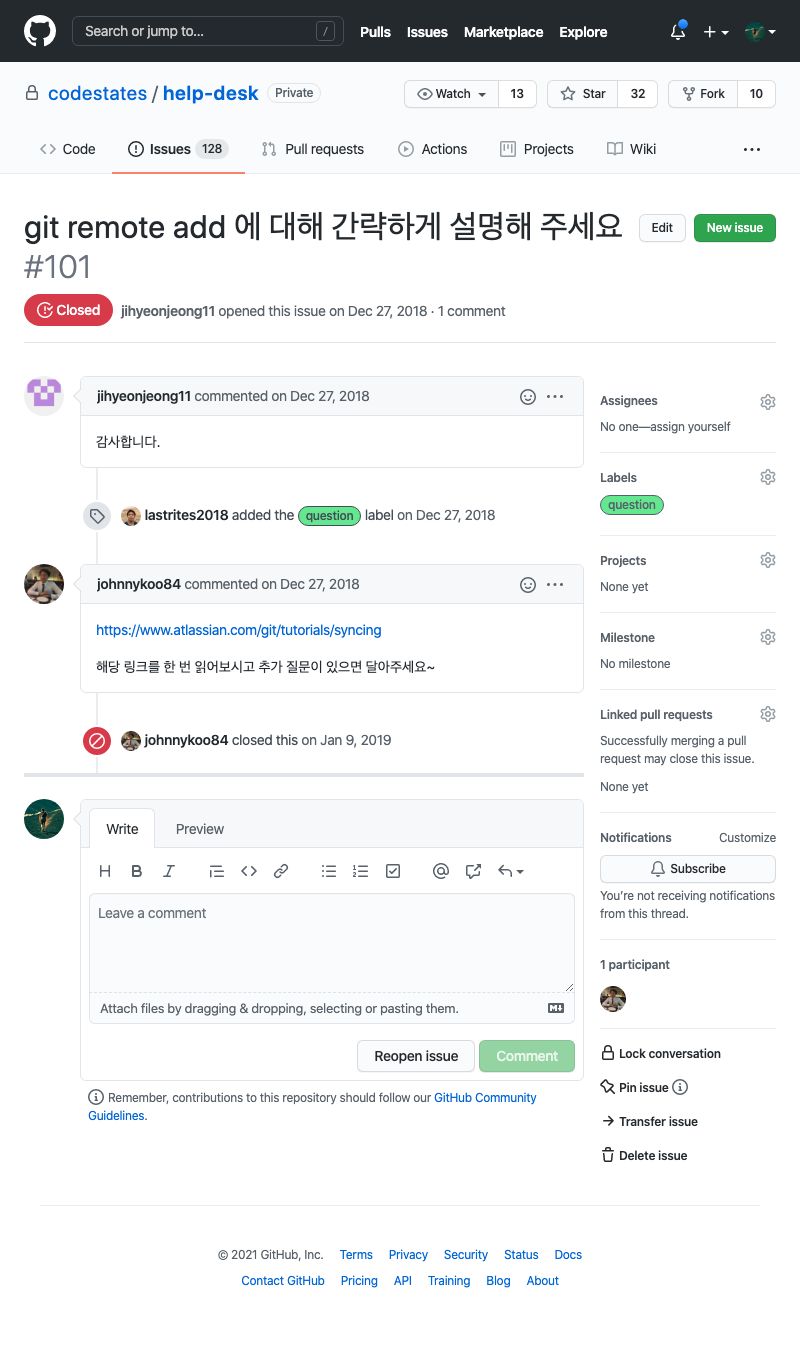 Search or jump to... /
Pulls Issues Marketplace Explore
codestates / help-desk Private
Watch 13 Star 32 Fork 10
Code Issues 128 Pull requests Actions Projects Wiki
git remote add 에 대해 간략하게 설명해 주세요
#101
Edit New issue
Closed jihyeonjeong11 opened this issue on Dec 27, 2018 · 1 comment
jihyeonjeong11 commented on Dec 27, 2018
감사합니다.
lastrites2018 added the question label on Dec 27, 2018
johnnykoo84 commented on Dec 27, 2018
https://www.atlassian.com/git/tutorials/syncing
해당 링크를 한 번 읽어보시고 추가 질문이 있으면 달아주세요~
johnnykoo84 closed this on Jan 9, 2019
Write Preview
Leave a comment
Attach files by dragging & dropping, selecting or pasting them.
Reopen issue Comment
Remember, contributions to this repository should follow our GitHub Community
Guidelines.
Assignees
No one—assign yourself
Labels
question
Projects
None yet
Milestone
No milestone
Linked pull requests
Successfully merging a pull
request may close this issue.
None yet
Notifications Customize
Subscribe
You're not receiving notifications
from this thread.
1 participant
Lock conversation
Pin issue
Transfer issue
Delete issue
© 2021 GitHub, Inc. Terms Privacy Security Status Docs
Contact GitHub Pricing API Training Blog About